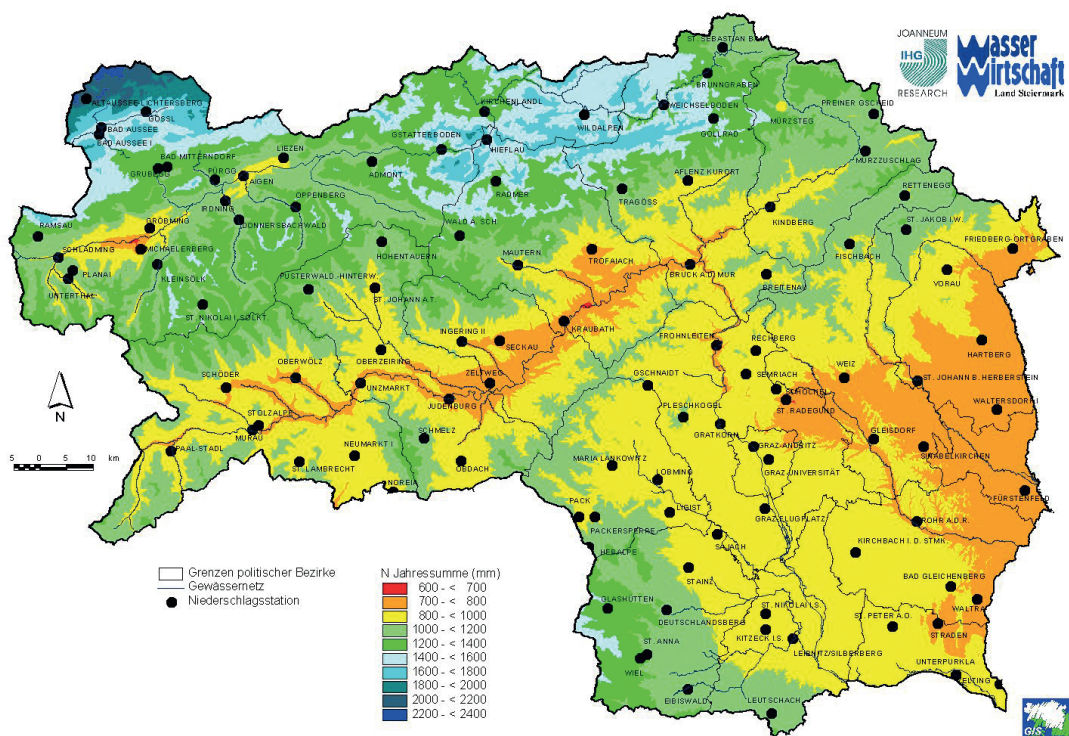 JOANNEUM
IHG
RESEARCH
Wasser
Wirtschaft
Land Steiermark
ST. SEBASTIAN B.M.
BRUNNGRABEN
ALTAUSSEE-LICHTERSBERG
GÖSSL
KIRCHENLANDL
WEICHSELBODEN
PREINER GSCHEID
BAD AUSSEE
BAD AUSSEE I
GSTATTERBODEN
WILDALPEN
GOLLRAD
MÜRZSTEG
HIEFLAU
BAD MITTERNDORF
LIEZEN
MÜRZZUSCHLAG
GRUBEGG
PÜRGG
AIGEN
ADMONT
RADMER
AFLENZ KURORT
TRAGÖSS
RETTENEGG
IRDNING
OPPENBERG
KINDBERG
GRÖBMING
DONNERSBACHWALD
WALD A. SCH.
ST. JAKOB I.W.
RAMSAU
MICHAELERBERG
HOHENTAUERN
MAUTERN
TROFAIACH
FISCHBACH
FRIEDBERG-ORTGRABEN
SCHLADMING
PLANAI
BRUCK A.D. MUR
VORAU
UNTERTHAL
KLEINSÖLK
PUSTERWALD -HINTERW.
BREITENAU
ST. NIKOLAI I. SÖLKT.
ST. JOHANN A.T.
INGERING II
KRAUBATH
FROHNLEITEN
SECKAU
RECHBERG
HARTBERG
OBERWÖLZ
OBERZEIRING
ZELTWEG
GSCHNAIDT
SEMRIACH
WEIZ
SCHÖDER
UNZMARKT
SCHÖCKEL
ST. JOHANN B. HERBERSTEIN
JUDENBURG
ST. RADEGUND
WALTERSDORF I
STOLZALPE
PLESCHKOGEL
MURAU
SCHMELZ
GRATKORN
GLEISDORF
NEUMARKT I
GRAZ-ANDRITZ
PAAL-STADL
ST. LAMBRECHT
OBDACH
MARIA LANKOWITZ
GRAZ-UNIVERSITÄT
SINABELKIRCHEN
LOBMING
NOREIA
FÜRSTENFELD
PACK
LIGIST
GRAZ-FLUGPLATZ
ROHR A.D.R.
PACKERSPERRE
SAJACH
KIRCHBACH I. D. STMK.
HEBALPE
STAINZ
BAD GLEICHENBERG
GLASHÜTTEN
ST. NIKOLAI I.S.
WALTRA
DEUTSCHLANDSBERG
ST. PETER A.O.
STRADEN
KITZECK I.S.
ST. ANNA
LEIBNITZ/SILBERBERG
WIEL
UNTERPURKLA
ZELTING
EIBISWALD
LEUTSCHACH
N
5 0 5 10 km
Grenzen politischer Bezirke
Gewässernetz
Niederschlagsstation
N Jahressumme (mm)
600 - < 700
700 - < 800
800 - < 1000
1000 - < 1200
1200 - < 1400
1400 - < 1600
1600 - < 1800
1800 - < 2000
2000 - < 2200
2200 - < 2400
GIS